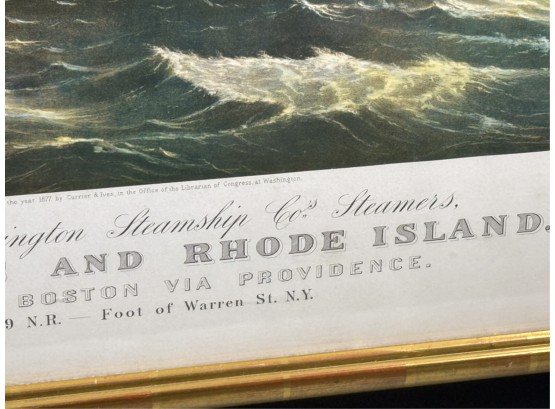 the year 1877, by Currier & Ives, in the Office of the Librarian of Congress, at Washington.
ington Steamship Co's Steamers,
AND RHODE ISLAND.
BOSTON VIA PROVIDENCE.
9 N.R. — Foot of Warren St. N.Y.